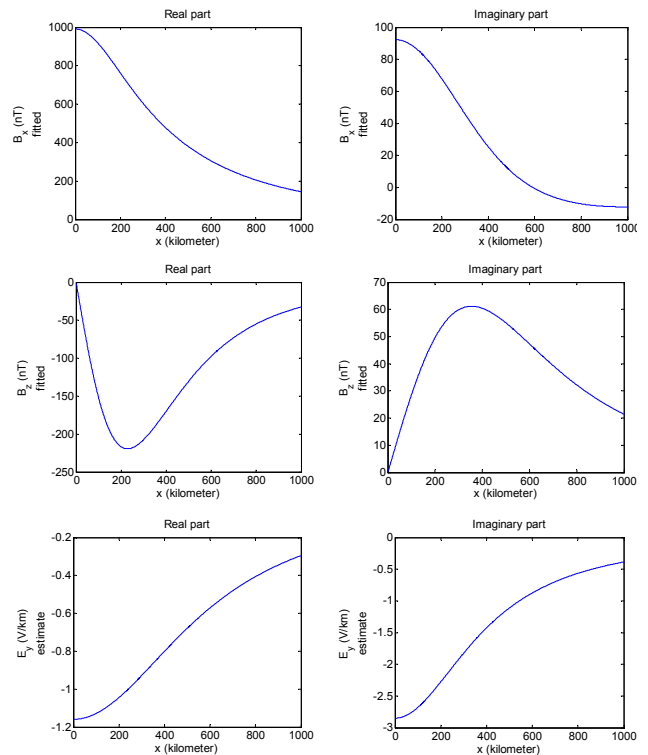 Real part
1000
800
600
400
200
0
B_x (nT)
fitted
0 200 400 600 800 1000
x (kilometer)
Imaginary part
100
80
60
40
20
0
-20
B_x (nT)
fitted
0 200 400 600 800 1000
x (kilometer)
Real part
0
-50
-100
-150
-200
-250
B_z (nT)
fitted
0 200 400 600 800 1000
x (kilometer)
Imaginary part
70
60
50
40
30
20
10
0
B_z (nT)
fitted
0 200 400 600 800 1000
x (kilometer)
Real part
-0.2
-0.4
-0.6
-0.8
-1
-1.2
E_y (V/km)
estimate
0 200 400 600 800 1000
x (kilometer)
Imaginary part
0
-0.5
-1
-1.5
-2
-2.5
-3
E_y (V/km)
estimate
0 200 400 600 800 1000
x (kilometer)